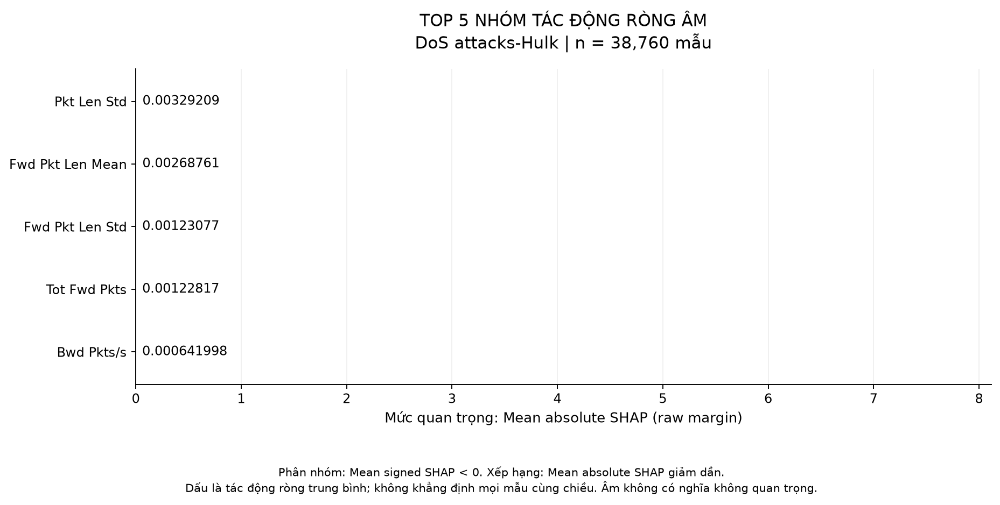 TOP 5 NHÓM TÁC ĐỘNG RÒNG ÂM
DoS attacks-Hulk | n = 38,760 mẫu
Pkt Len Std 0.00329209
Fwd Pkt Len Mean 0.00268761
Fwd Pkt Len Std 0.00123077
Tot Fwd Pkts 0.00122817
Bwd Pkts/s 0.000641998
0 1 2 3 4 5 6 7 8
Mức quan trọng: Mean absolute SHAP (raw margin)
Phân nhóm: Mean signed SHAP < 0. Xếp hạng: Mean absolute SHAP giảm dần.
Dấu là tác động ròng trung bình; không khẳng định mọi mẫu cùng chiều. Âm không có nghĩa không quan trọng.